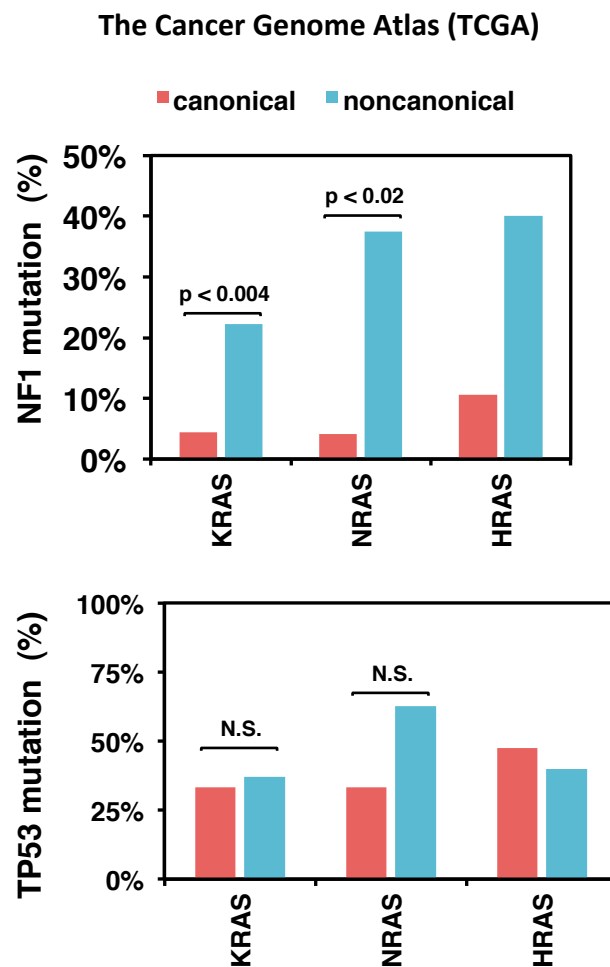 The Cancer Genome Atlas (TCGA)
canonical noncanonical
NF1 mutation (%)
50%
40%
30%
20%
10%
0%
p < 0.004
p < 0.02
KRAS
NRAS
HRAS
TP53 mutation (%)
100%
75%
50%
25%
0%
N.S.
N.S.
KRAS
NRAS
HRAS